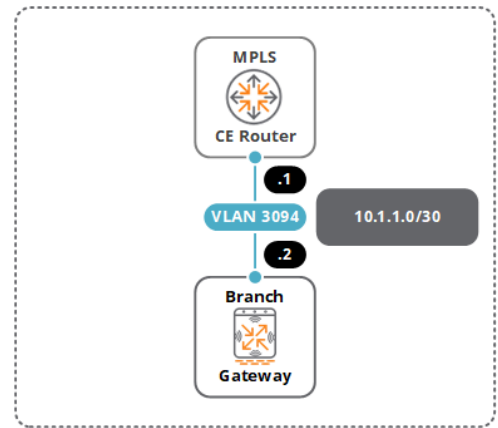 MPLS
CE Router
.1
VLAN 3094
10.1.1.0/30
.2
Branch
Gateway